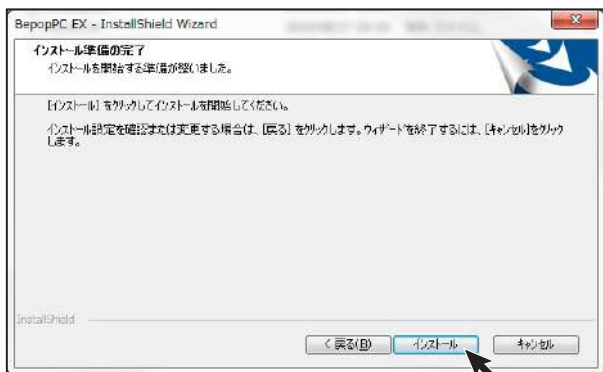 BepopPC EX - InstallShield Wizard
インストール準備の完了
インストールを開始する準備が整いました。
[インストール] をクリックしてインストールを開始してください。
インストール設定を確認または変更する場合は、[戻る] をクリックします。ウィザードを終了するには、[キャンセル]をクリック
します。
InstallShield
< 戻る(B)
インストール
キャンセル